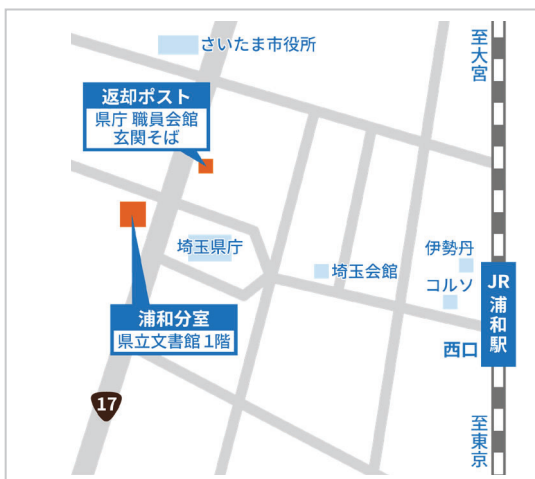 さいたま市役所
至大宮
返却ポスト
県庁 職員会館
玄関そば
埼玉県庁
埼玉会館
伊勢丹
コルソ
JR浦和駅
西口
浦和分室
県立文書館 1階
17
至東京